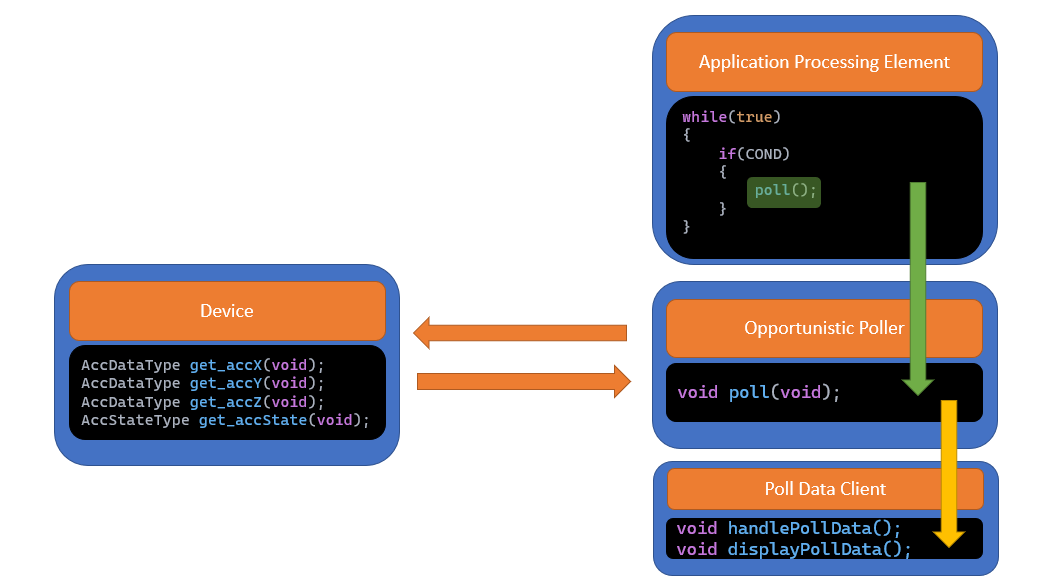 Application Processing Element
while(true)
{
if(COND)
{
poll();
}
}
Device
AccDataType get_accX(void);
AccDataType get_accY(void);
AccDataType get_accZ(void);
AccStateType get_accState(void);
Opportunistic Poller
void poll(void);
Poll Data Client
void handlePollData();
void displayPollData();